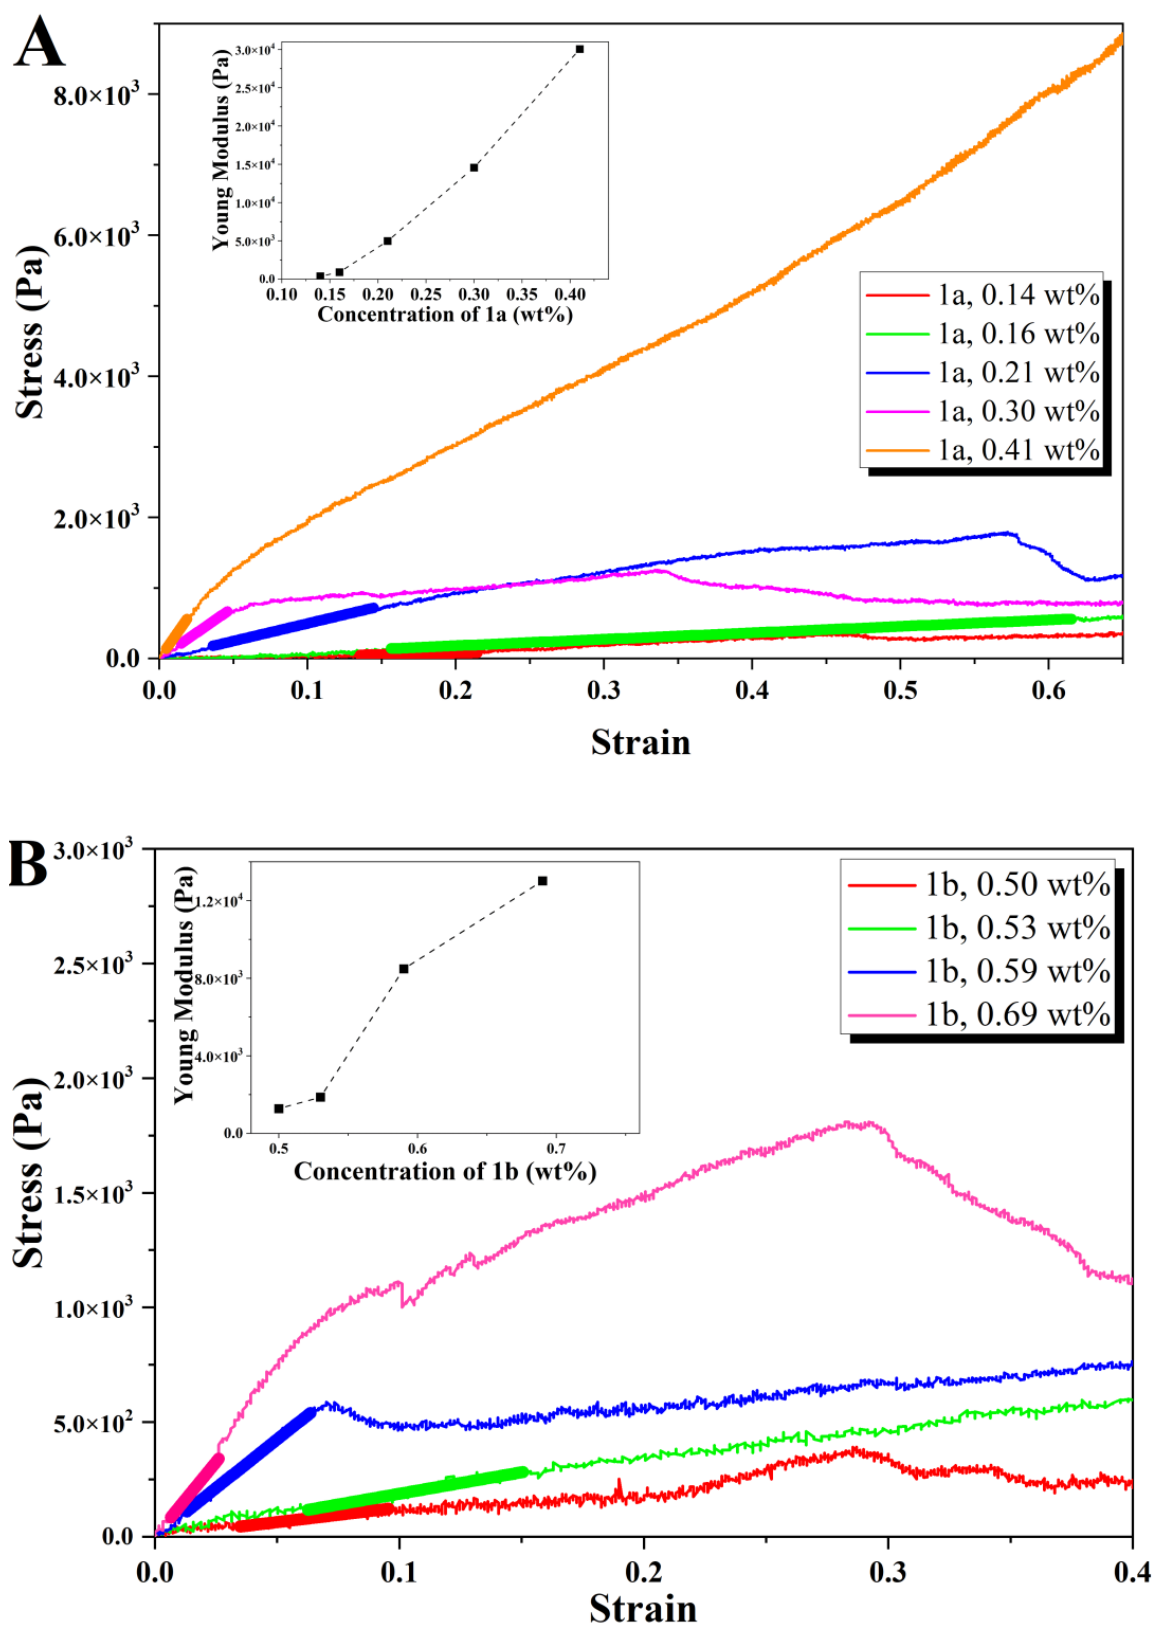 A
Stress (Pa)
8.0×10³
6.0×10³
4.0×10³
2.0×10³
0.0
0.0 0.1 0.2 0.3 0.4 0.5 0.6
Strain
Young Modulus (Pa)
3.0×10⁴
2.5×10⁴
2.0×10⁴
1.5×10⁴
1.0×10⁴
5.0×10³
0.0
0.10 0.15 0.20 0.25 0.30 0.35 0.40
Concentration of 1a (wt%)
1a, 0.14 wt%
1a, 0.16 wt%
1a, 0.21 wt%
1a, 0.30 wt%
1a, 0.41 wt%
B
Stress (Pa)
3.0×10³
2.5×10³
2.0×10³
1.5×10³
1.0×10³
5.0×10²
0.0
0.0 0.1 0.2 0.3 0.4
Strain
Young Modulus (Pa)
1.2×10⁴
8.0×10³
4.0×10³
0.0
0.5 0.6 0.7
Concentration of 1b (wt%)
1b, 0.50 wt%
1b, 0.53 wt%
1b, 0.59 wt%
1b, 0.69 wt%